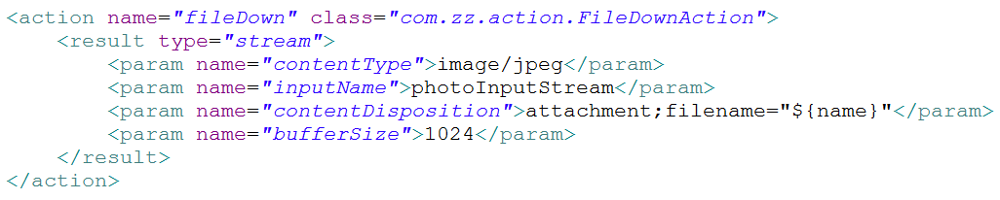 <action name="fileDown" class="com.zz.action.FileDownAction">
    <result type="stream">
        <param name="contentType">image/jpeg</param>
        <param name="inputName">photoInputStream</param>
        <param name="contentDisposition">attachment;filename="${name}"</param>
        <param name="bufferSize">1024</param>
    </result>
</action>